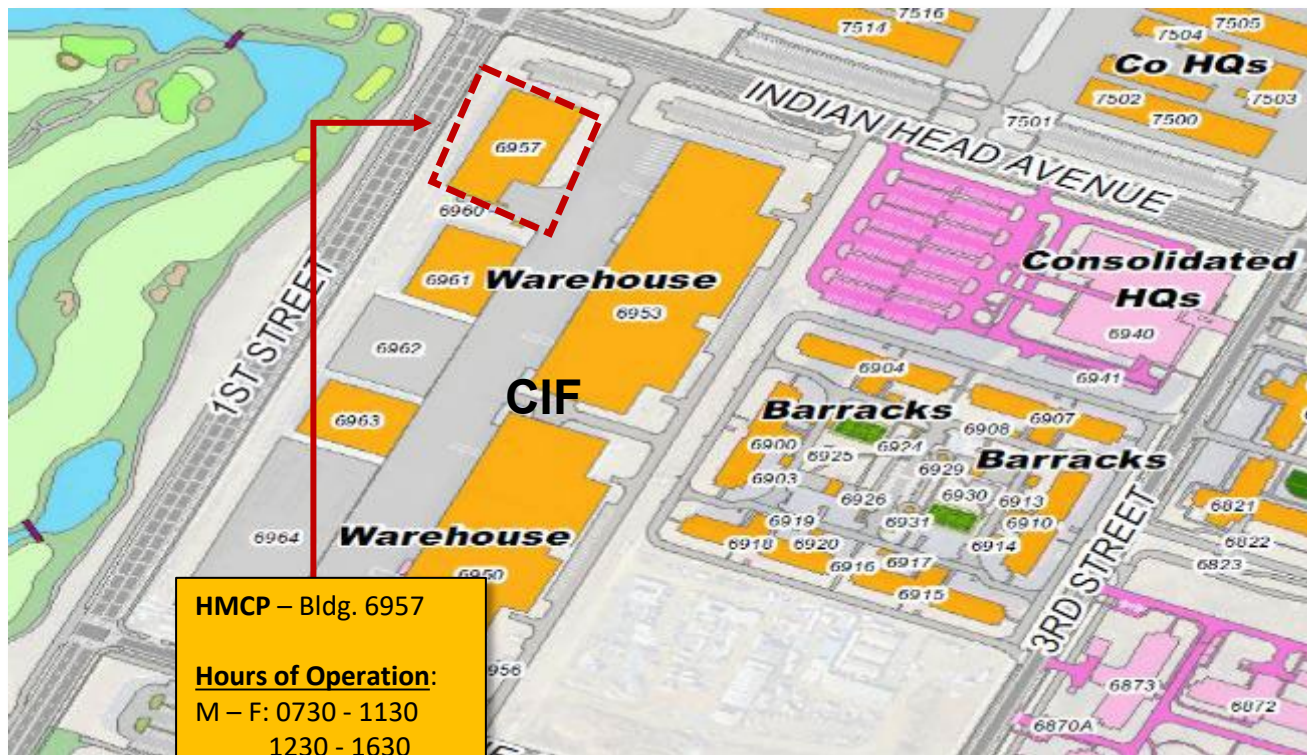 7516
7505
7514
7504
Co HQs
7502
7503
7500
7501
INDIAN HEAD AVENUE
6957
6960
Consolidated
HQs
6940
6961
Warehouse
6953
6962
6941
6904
1ST STREET
CIF
Barracks
6907
6963
6900
6924
6908
6925
6929
Barracks
6903
6926
6930
6913
6931
6910
6919
6821
6964
Warehouse
6918
6920
6914
6822
6916
6917
6823
6950
6915
3RD STREET
HMCP – Bldg. 6957
Hours of Operation:
M – F: 0730 - 1130
1230 - 1630
6873
6872
6870A